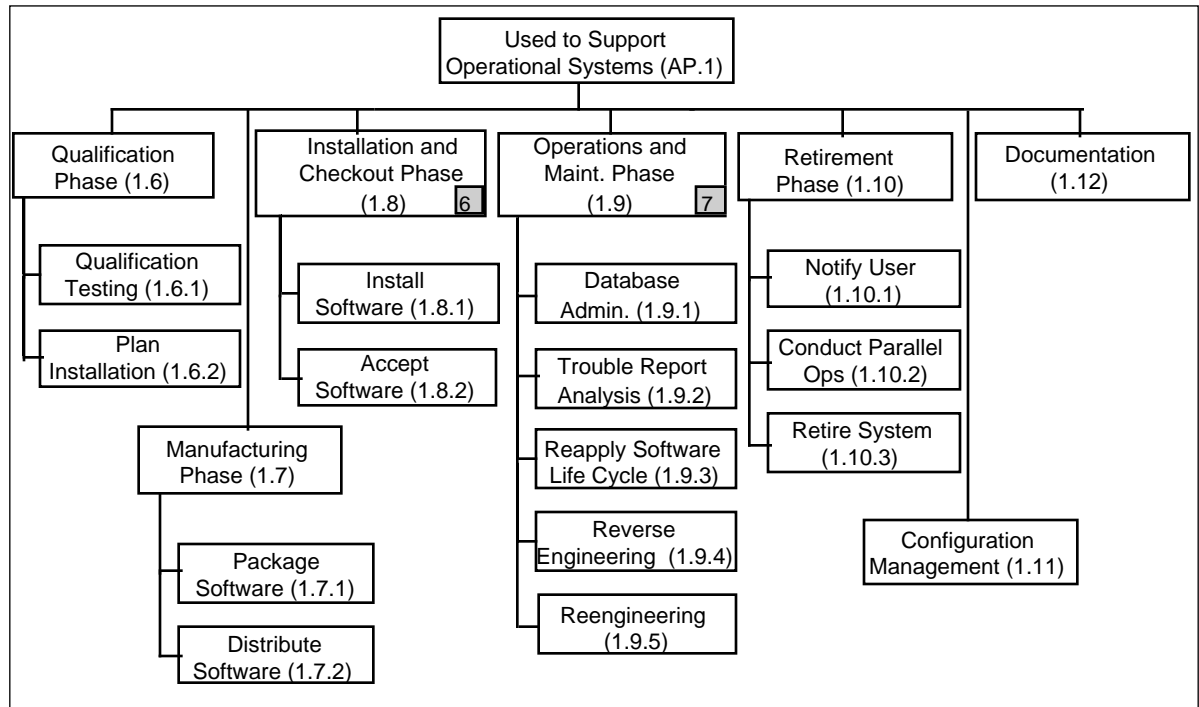 Used to Support
Operational Systems (AP.1)
Qualification
Phase (1.6)
Installation and
Checkout Phase
(1.8)
6
Operations and
Maint. Phase
(1.9)
7
Retirement
Phase (1.10)
Documentation
(1.12)
Qualification
Testing (1.6.1)
Plan
Installation (1.6.2)
Install
Software (1.8.1)
Accept
Software (1.8.2)
Database
Admin. (1.9.1)
Trouble Report
Analysis (1.9.2)
Reapply Software
Life Cycle (1.9.3)
Reverse
Engineering (1.9.4)
Reengineering
(1.9.5)
Notify User
(1.10.1)
Conduct Parallel
Ops (1.10.2)
Retire System
(1.10.3)
Manufacturing
Phase (1.7)
Package
Software (1.7.1)
Distribute
Software (1.7.2)
Configuration
Management (1.11)